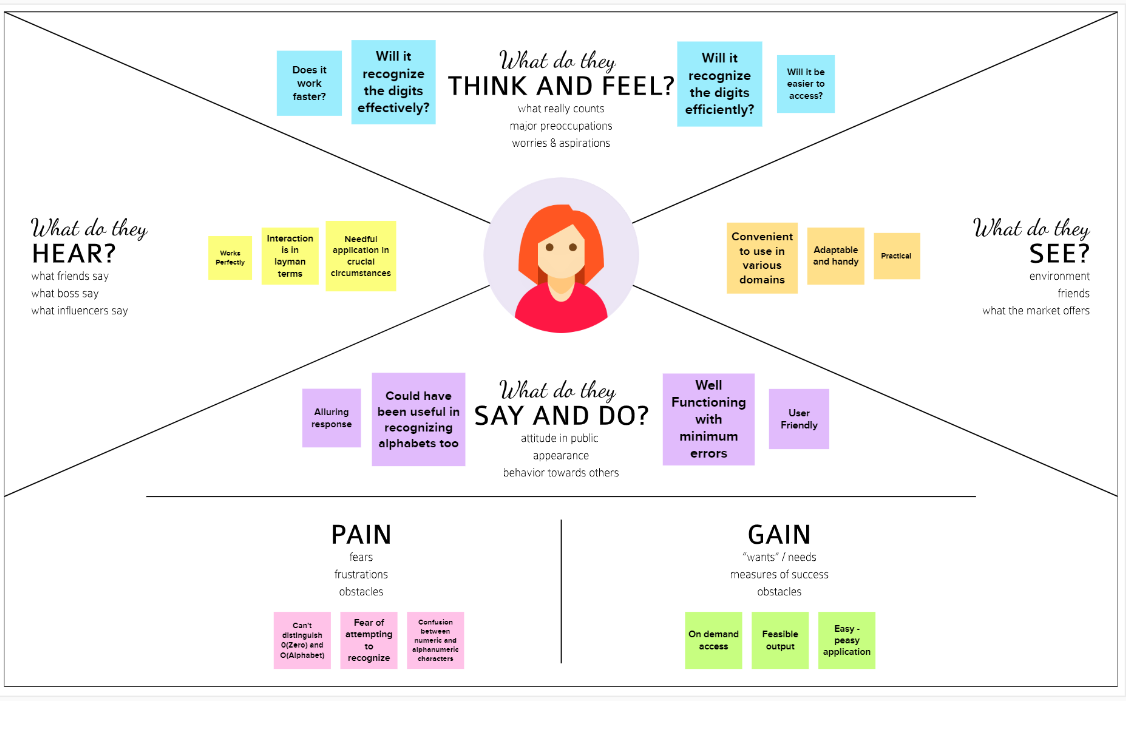 Does it
work
faster?
Will it
recognize
the digits
effectively?
What do they
THINK AND FEEL?
what really counts
major preoccupations
worries & aspirations
Will it
recognize
the digits
efficiently?
Will it be
easier to
access?
What do they
HEAR?
what friends say
what boss say
what influencers say
Works
Perfectly
Interaction
is in
layman
terms
Needful
application in
crucial
circumstances
Convenient
to use in
various
domains
Adaptable
and handy
Practical
What do they
SEE?
environment
friends
what the market offers
Alluring
response
Could have
been useful in
recognizing
alphabets too
What do they
SAY AND DO?
attitude in public
appearance
behavior towards others
Well
Functioning
with
minimum
errors
User
Friendly
PAIN
fears
frustrations
obstacles
Can't
distinguish
0(Zero) and
O(Alphabet)
Fear of
attempting
to
recognize
Confusion
between
numeric and
alphanumeric
characters
GAIN
"wants" / needs
measures of success
obstacles
On demand
access
Feasible
output
Easy -
peasy
application